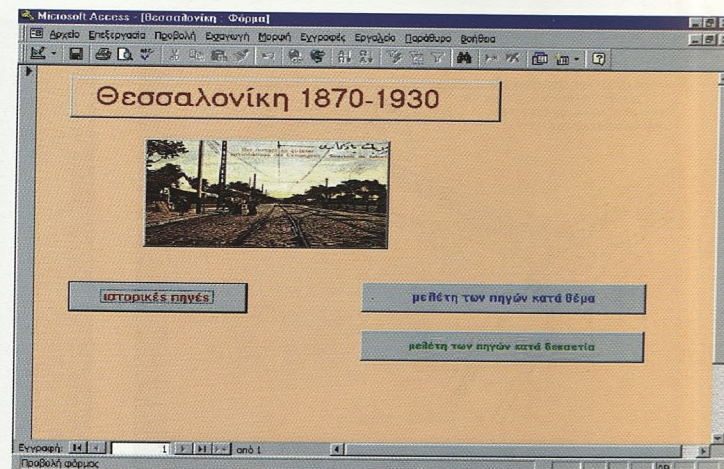 Microsoft Access - [Θεσσαλονίκη : Φόρμα]
Αρχείο Επεξεργασία Προβολή Εισαγωγή Μορφή Εγγραφές Εργαλεία Παράθυρο Βοήθεια
Θεσσαλονίκη 1870-1930
ιστορικές πηγές
μελέτη των πηγών κατά θέμα
μελέτη των πηγών κατά δεκαετία
Εγγραφή: 1 από 1
Προβολή φόρμας